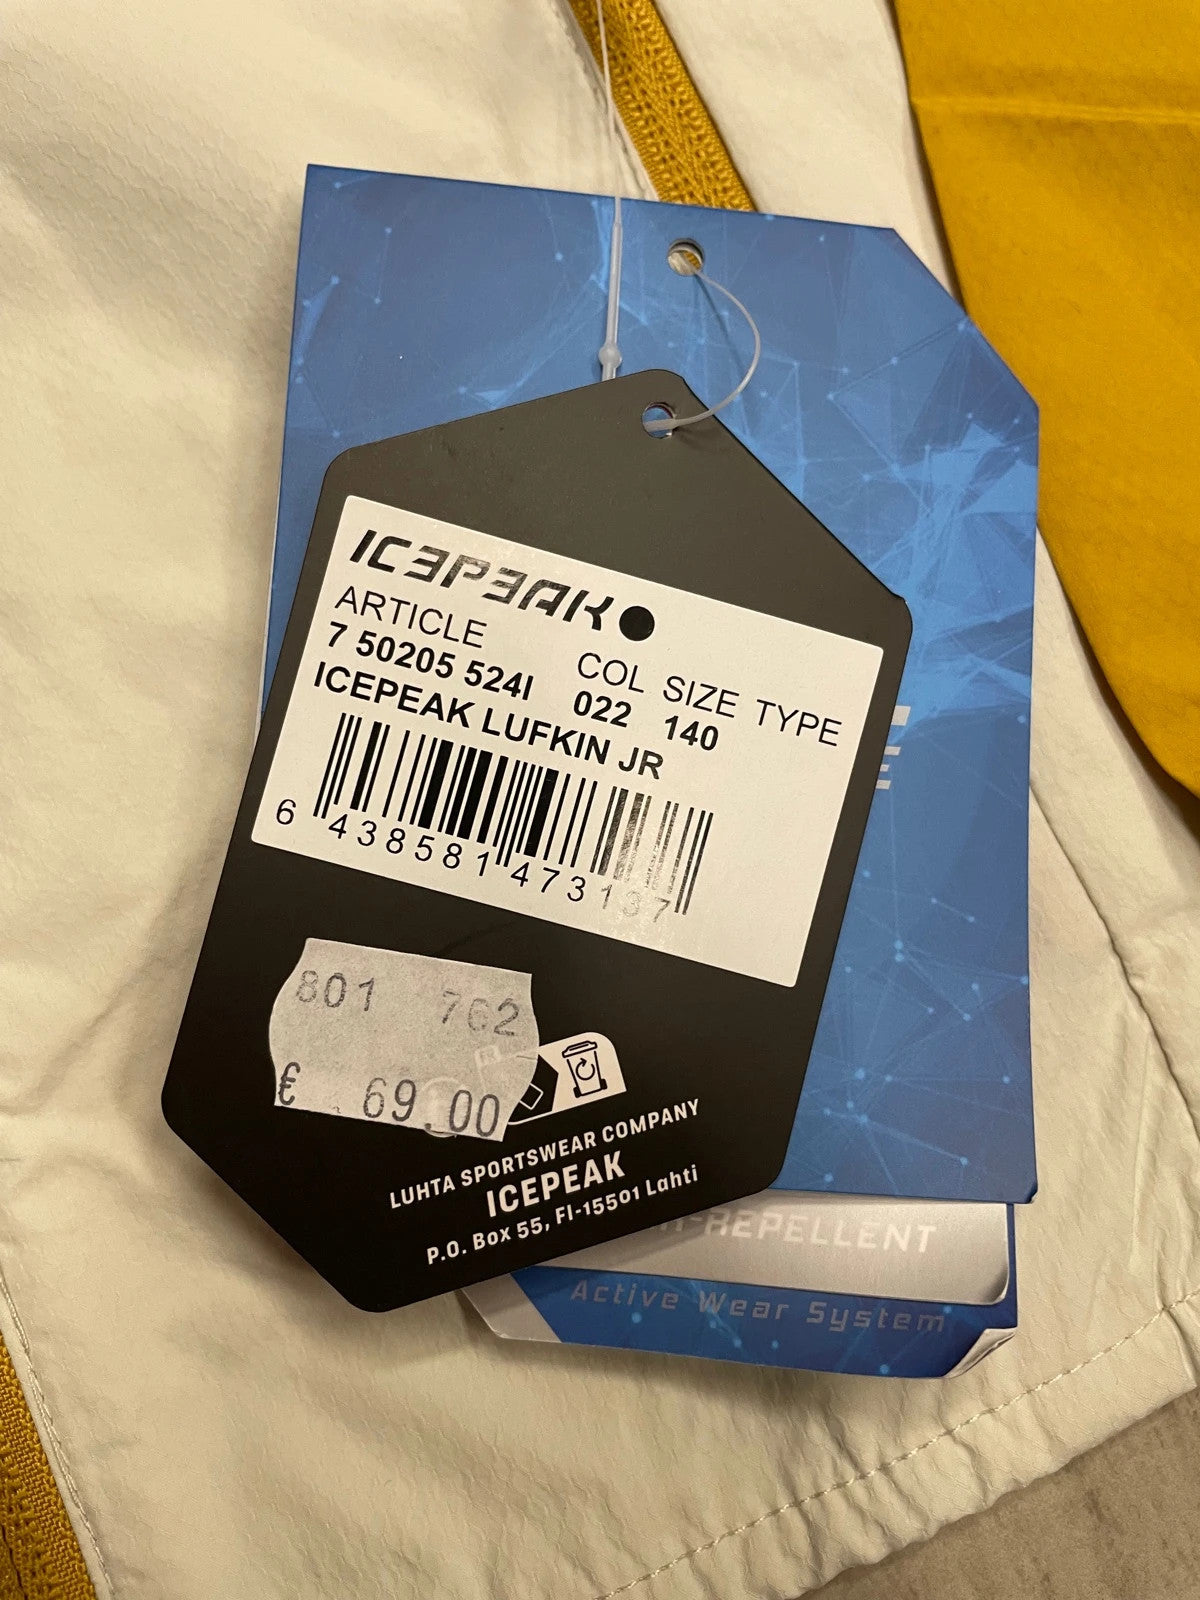 ICEPEAK
ARTICLE COL SIZE TYPE
7 50205 524I 022 140
ICEPEAK LUFKIN JR
6 438581 473137
801 762
€ 69.00
LUHTA SPORTSWEAR COMPANY
ICEPEAK
P.O. Box 55, FI-15501 Lahti
-REPELLENT
Active Wear System